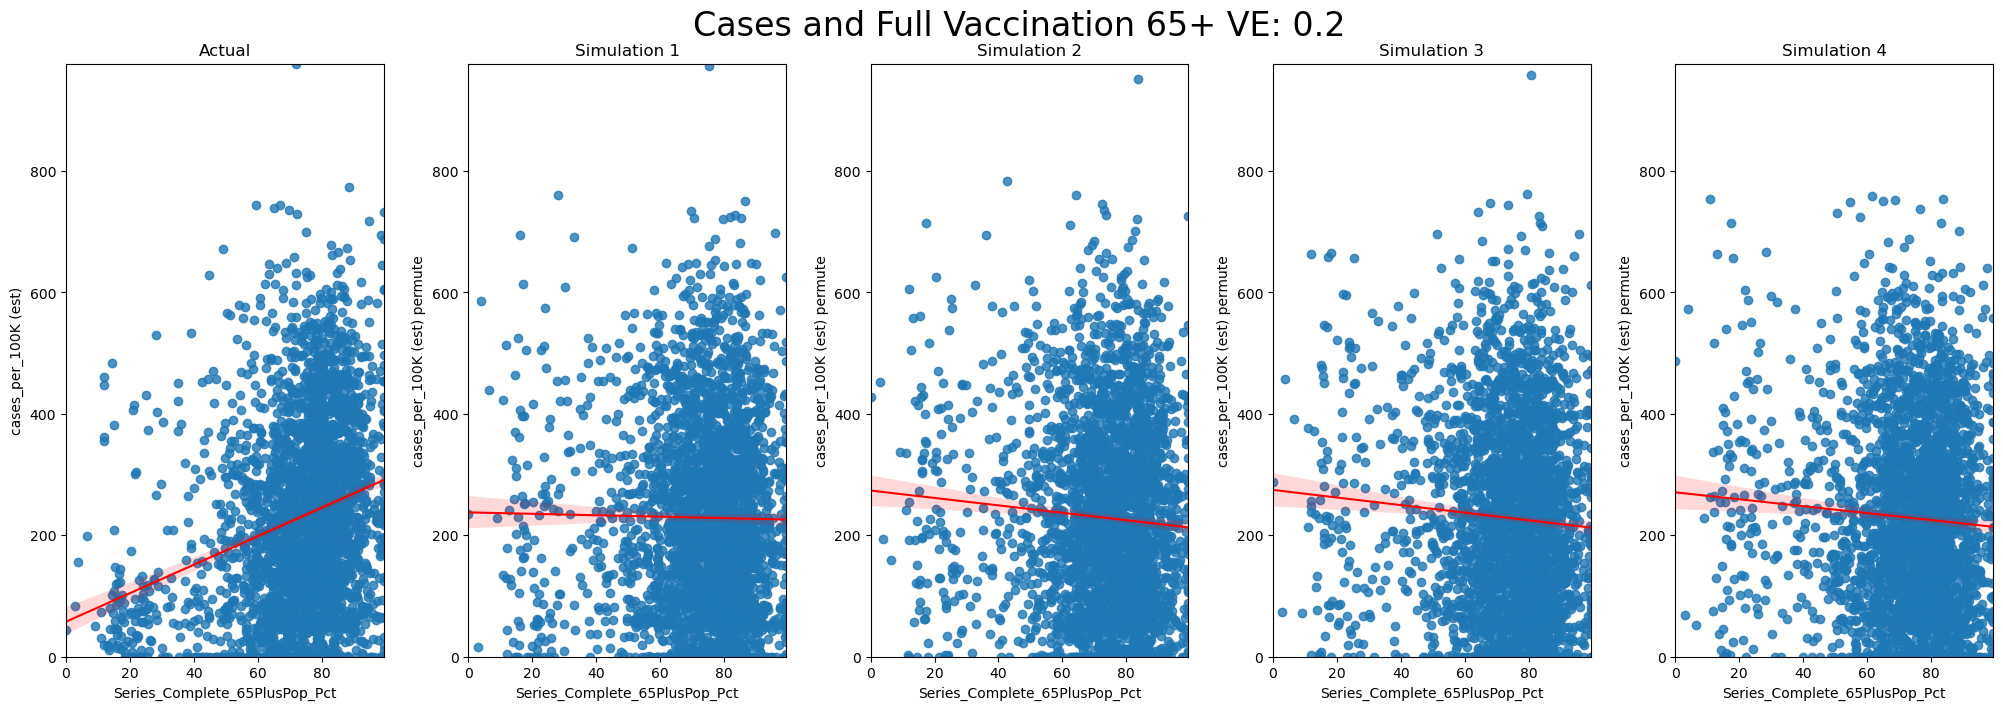 Cases and Full Vaccination 65+ VE: 0.2
Actual
Simulation 1
Simulation 2
Simulation 3
Simulation 4
cases_per_100K (est)
800
600
400
200
0
0 20 40 60 80
Series_Complete_65PlusPop_Pct
cases_per_100K (est) permute
800
600
400
200
0
0 20 40 60 80
Series_Complete_65PlusPop_Pct
cases_per_100K (est) permute
800
600
400
200
0
0 20 40 60 80
Series_Complete_65PlusPop_Pct
cases_per_100K (est) permute
800
600
400
200
0
0 20 40 60 80
Series_Complete_65PlusPop_Pct
cases_per_100K (est) permute
800
600
400
200
0
0 20 40 60 80
Series_Complete_65PlusPop_Pct